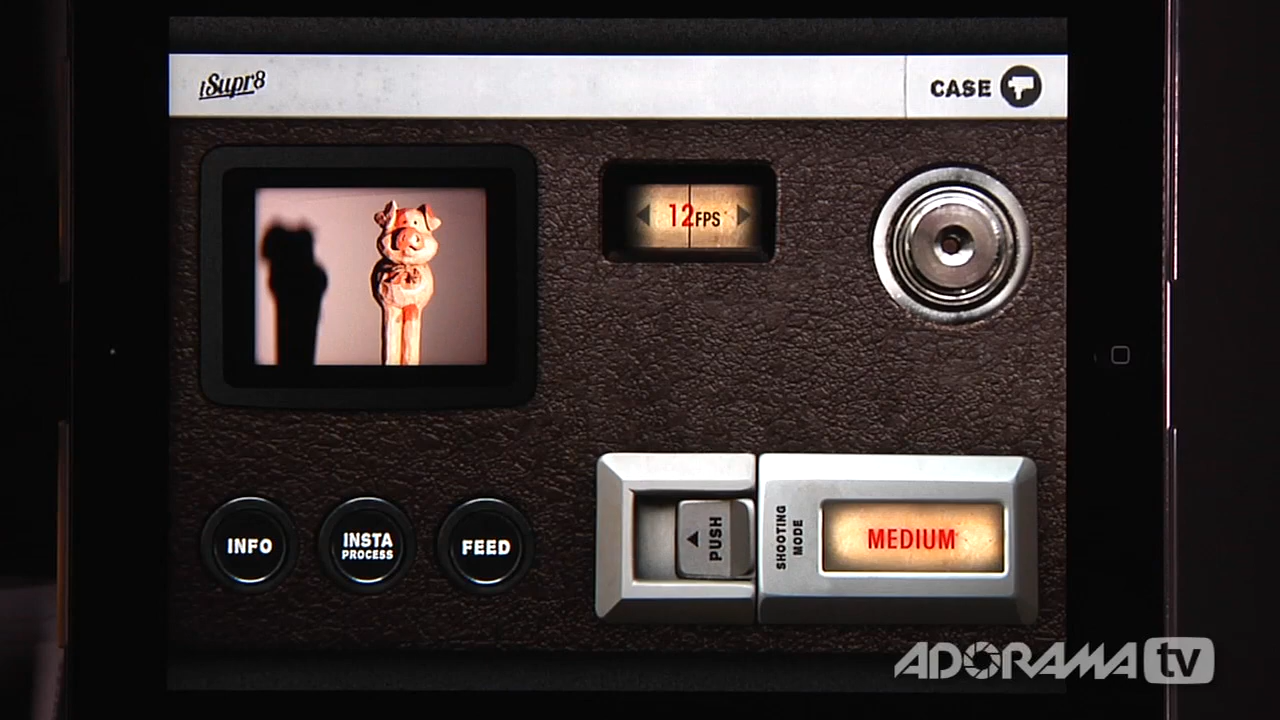 iSupr8
CASE
12FPS
INFO
INSTA
PROCESS
FEED
PUSH
SHOOTING
MODE
MEDIUM
ADORAMA tv